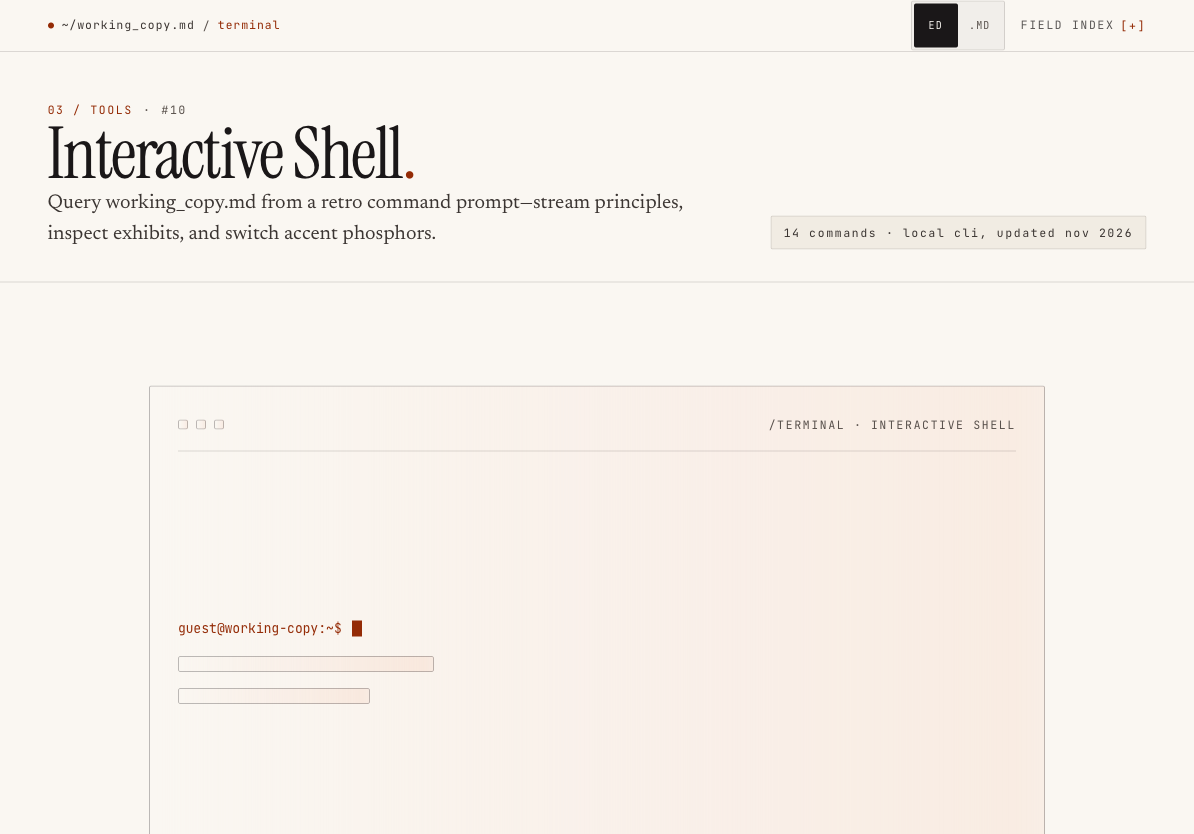 ~/working_copy.md / terminal
ED .MD FIELD INDEX [+]
03 / TOOLS · #10
Interactive Shell.
Query working_copy.md from a retro command prompt—stream principles,
inspect exhibits, and switch accent phosphors.
14 commands · local cli, updated nov 2026
/TERMINAL · INTERACTIVE SHELL
guest@working-copy:~$